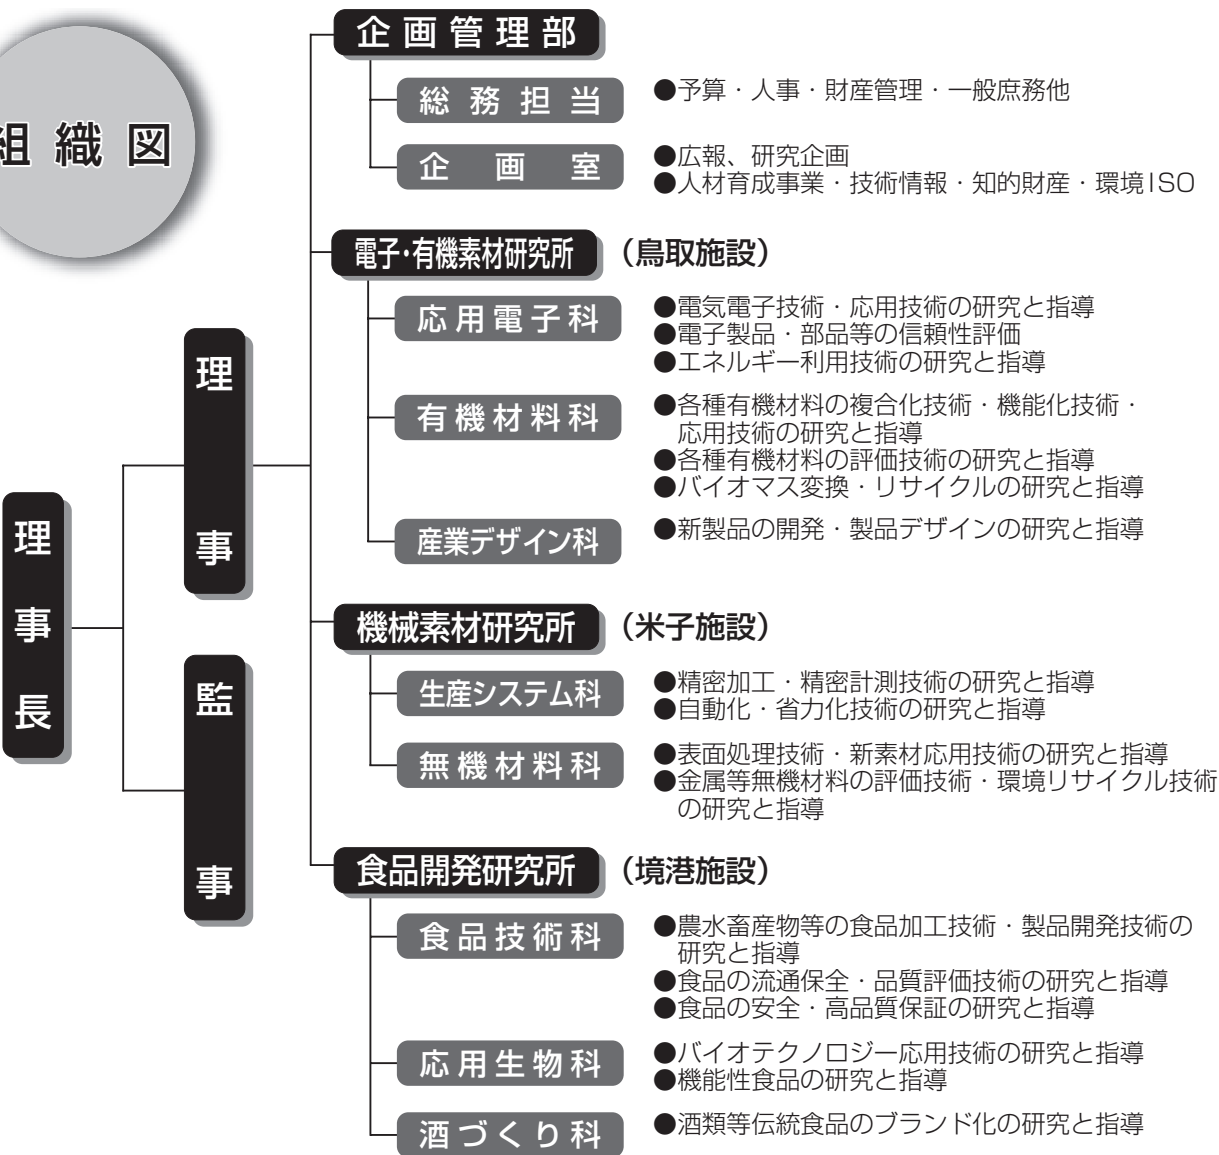 組織図
理事長
理事
監事
企画管理部
総務担当
●予算・人事・財産管理・一般庶務他
企画室
●広報、研究企画
●人材育成事業・技術情報・知的財産・環境ISO
電子・有機素材研究所 （鳥取施設）
応用電子科
●電気電子技術・応用技術の研究と指導
●電子製品・部品等の信頼性評価
●エネルギー利用技術の研究と指導
有機材料科
●各種有機材料の複合化技術・機能化技術・
応用技術の研究と指導
●各種有機材料の評価技術の研究と指導
●バイオマス変換・リサイクルの研究と指導
産業デザイン科
●新製品の開発・製品デザインの研究と指導
機械素材研究所 （米子施設）
生産システム科
●精密加工・精密計測技術の研究と指導
●自動化・省力化技術の研究と指導
無機材料科
●表面処理技術・新素材応用技術の研究と指導
●金属等無機材料の評価技術・環境リサイクル技術
の研究と指導
食品開発研究所 （境港施設）
食品技術科
●農水畜産物等の食品加工技術・製品開発技術の
研究と指導
●食品の流通保全・品質評価技術の研究と指導
●食品の安全・高品質保証の研究と指導
応用生物科
●バイオテクノロジー応用技術の研究と指導
●機能性食品の研究と指導
酒づくり科
●酒類等伝統食品のブランド化の研究と指導